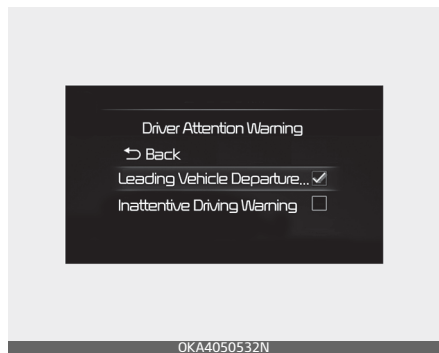 Driver Attention Warning
Back
Leading Vehicle Departure...
Inattentive Driving Warning
OKA4050532N